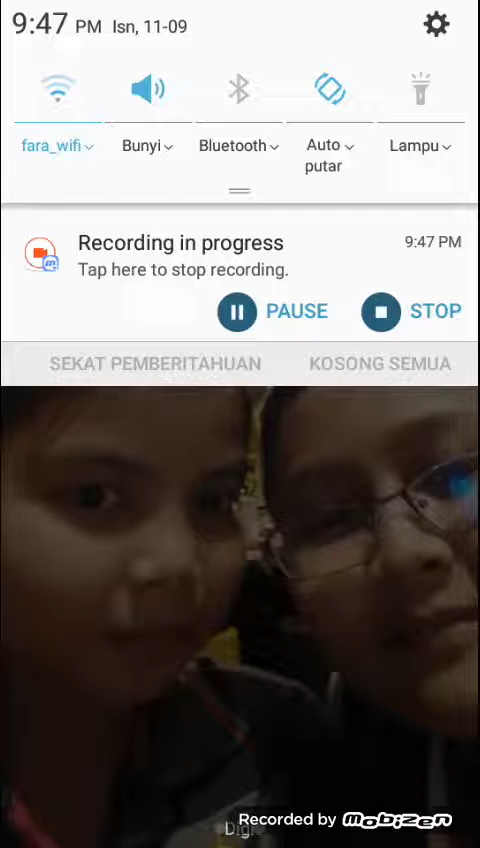 9:47 PM Isn, 11-09
fara_wifi Bunyi Bluetooth Auto putar Lampu
Recording in progress 9:47 PM
Tap here to stop recording.
PAUSE STOP
SEKAT PEMBERITAHUAN KOSONG SEMUA
Recorded by MOBIZEN
Digi